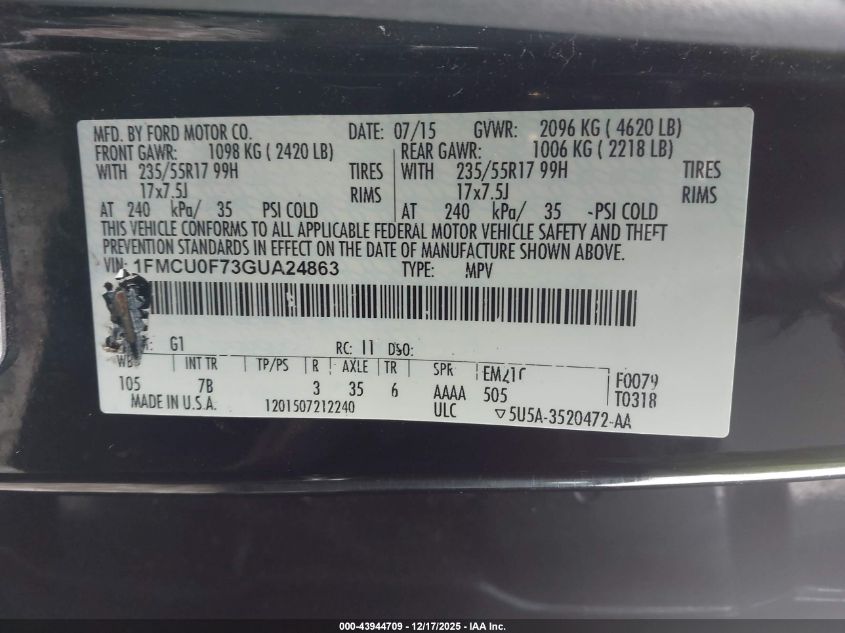 MFD. BY FORD MOTOR CO. DATE: 07/15 GVWR: 2096 KG ( 4620 LB)
FRONT GAWR: 1098 KG ( 2420 LB) REAR GAWR: 1006 KG ( 2218 LB)
WITH 235/55R17 99H TIRES WITH 235/55R17 99H TIRES
17x7.5J RIMS 17x7.5J RIMS
AT 240 kPa/ 35 PSI COLD AT 240 kPa/ 35 -PSI COLD
THIS VEHICLE CONFORMS TO ALL APPLICABLE FEDERAL MOTOR VEHICLE SAFETY AND THEFT
PREVENTION STANDARDS IN EFFECT ON THE DATE OF MANUFACTURE SHOWN ABOVE.
VIN: 1FMCU0F73GUA24863 TYPE: MPV
G1 RC: 11 DSO:
WB INT TR TP/PS R AXLE TR SPR
105 7B 3 35 6 AAAA 505 F0079
MADE IN U.S.A. 1201507212240 ULC ▽5U5A-3520472-AA T0318
000-43944709 – 12/17/2025 – IAA Inc.